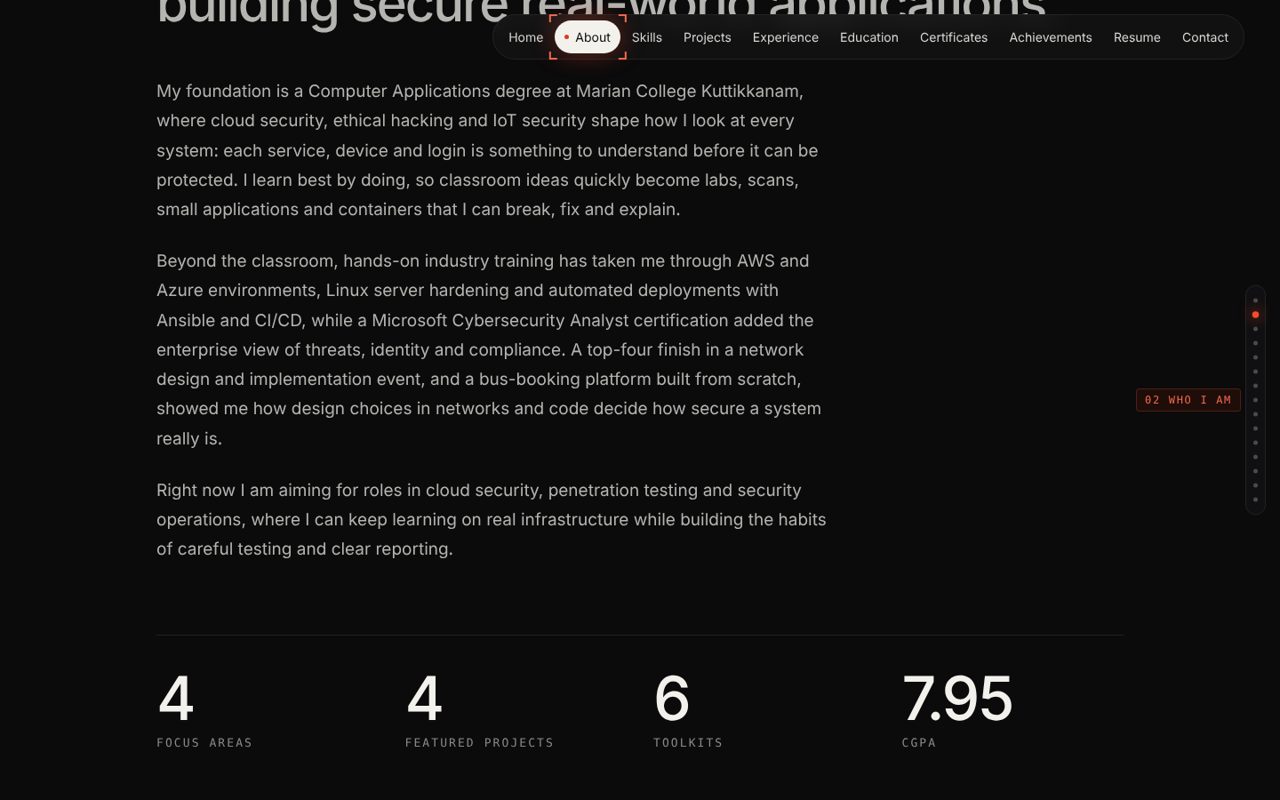 building secure real-world applications
Home
About
Skills
Projects
Experience
Education
Certificates
Achievements
Resume
Contact
My foundation is a Computer Applications degree at Marian College Kuttikkanam,
where cloud security, ethical hacking and IoT security shape how I look at every
system: each service, device and login is something to understand before it can be
protected. I learn best by doing, so classroom ideas quickly become labs, scans,
small applications and containers that I can break, fix and explain.
Beyond the classroom, hands-on industry training has taken me through AWS and
Azure environments, Linux server hardening and automated deployments with
Ansible and CI/CD, while a Microsoft Cybersecurity Analyst certification added the
enterprise view of threats, identity and compliance. A top-four finish in a network
design and implementation event, and a bus-booking platform built from scratch,
showed me how design choices in networks and code decide how secure a system
really is.
02 WHO I AM
Right now I am aiming for roles in cloud security, penetration testing and security
operations, where I can keep learning on real infrastructure while building the habits
of careful testing and clear reporting.
4
FOCUS AREAS
4
FEATURED PROJECTS
6
TOOLKITS
7.95
CGPA